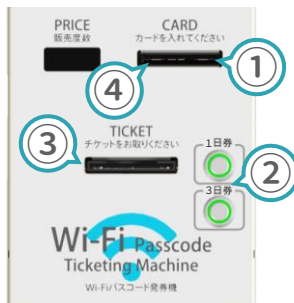 PRICE
販売度数
CARD
カードを入れてください
①
④
TICKET
チケットをお取りください
③
1日券
②
3日券
Wi-Fi Passcode
Ticketing Machine
Wi-Fiパスコード発券機